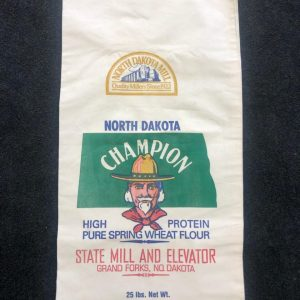 NORTH DAKOTA MILL
Quality Millers Since 1922
NORTH DAKOTA
CHAMPION
HIGH PROTEIN
PURE SPRING WHEAT FLOUR
STATE MILL AND ELEVATOR
GRAND FORKS, NO. DAKOTA
25 lbs. Net Wt.